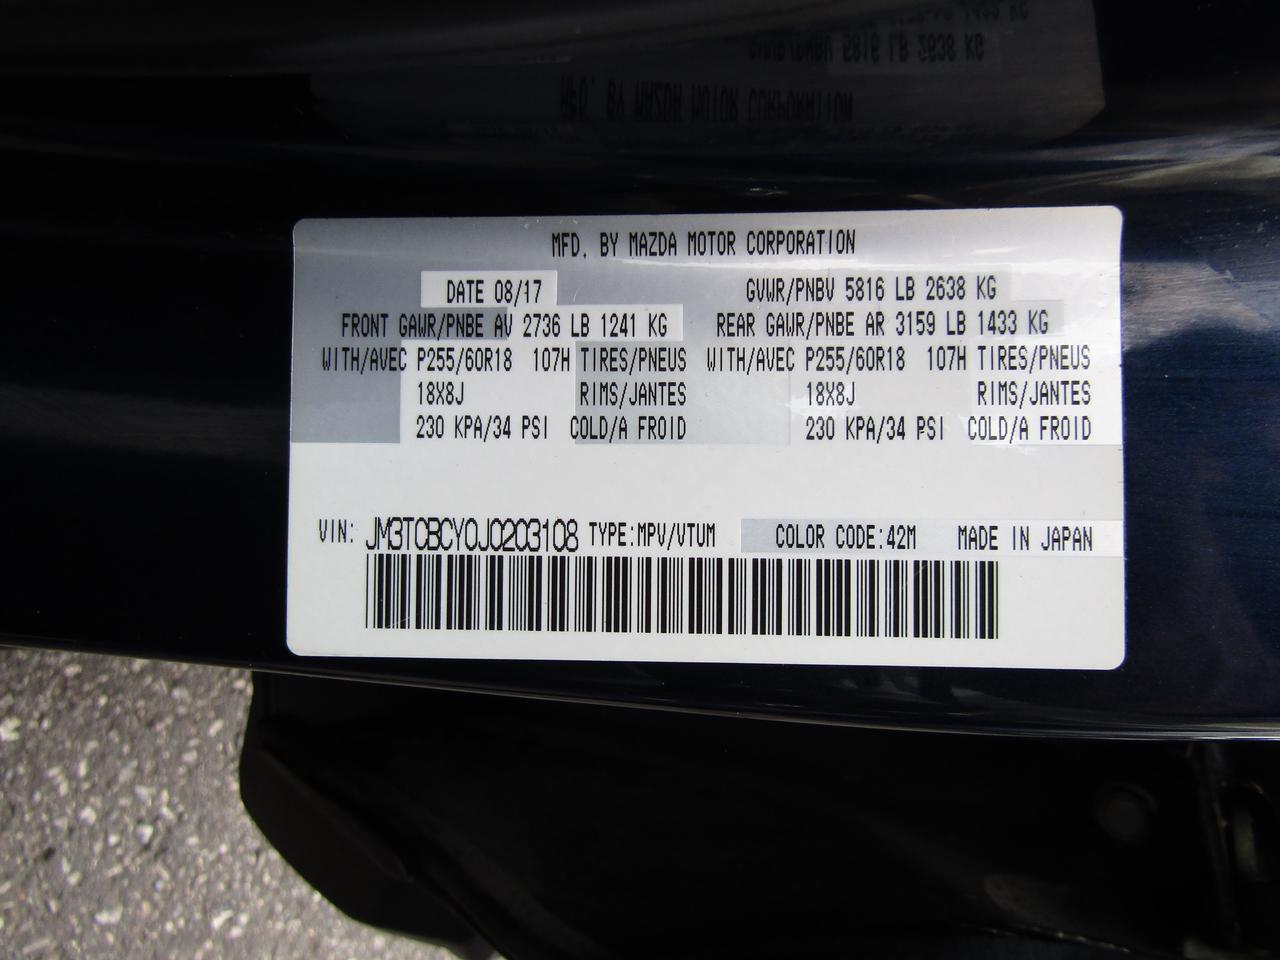 MFD. BY MAZDA MOTOR CORPORATION
DATE 08/17 GVWR/PNBV 5816 LB 2638 KG
FRONT GAWR/PNBE AV 2736 LB 1241 KG REAR GAWR/PNBE AR 3159 LB 1433 KG
WITH/AVEC P255/60R18 107H TIRES/PNEUS WITH/AVEC P255/60R18 107H TIRES/PNEUS
18X8J RIMS/JANTES 18X8J RIMS/JANTES
230 KPA/34 PSI COLD/A FROID 230 KPA/34 PSI COLD/A FROID
VIN: JM3TCBCY0J0203108 TYPE:MPV/VTUM COLOR CODE:42M MADE IN JAPAN